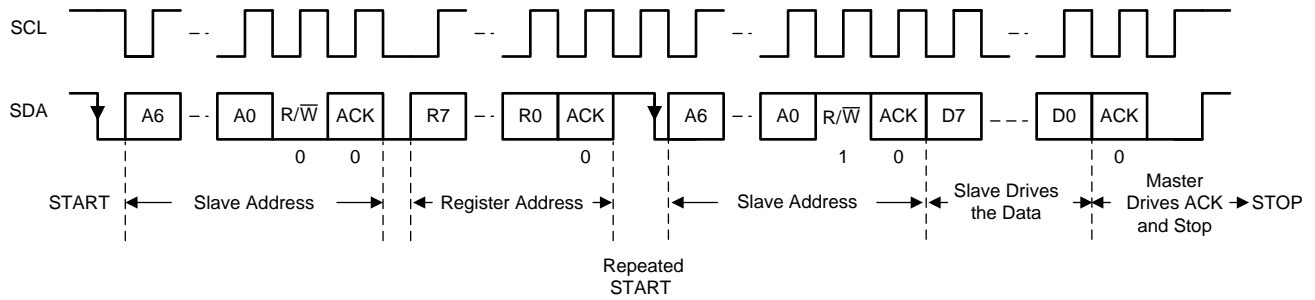 SCL
SDA
A6
A0
R/W̅
ACK
R7
R0
ACK
A6
A0
R/W̅
ACK
D7
D0
ACK
0
0
0
1
0
0
START
Slave Address
Register Address
Repeated
START
Slave Address
Slave Drives
the Data
Master
Drives ACK
and Stop
STOP